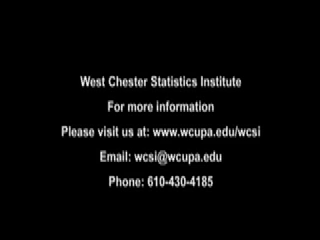 West Chester Statistics Institute
For more information
Please visit us at: www.wcupa.edu/wcsi
Email: wcsi@wcupa.edu
Phone: 610-430-4185